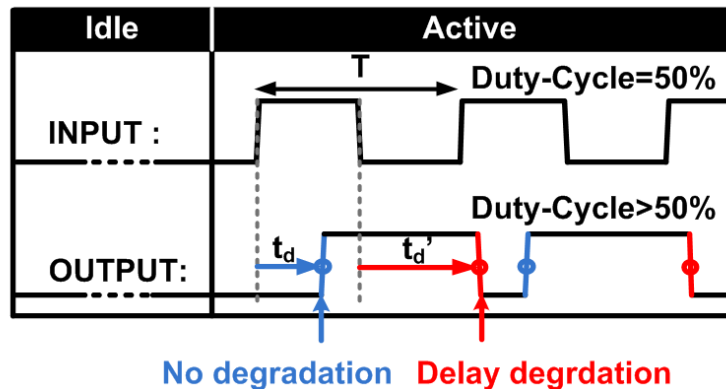 Idle
Active
T
Duty-Cycle=50%
INPUT :
Duty-Cycle>50%
td
td’
OUTPUT:
No degradation
Delay degrdation